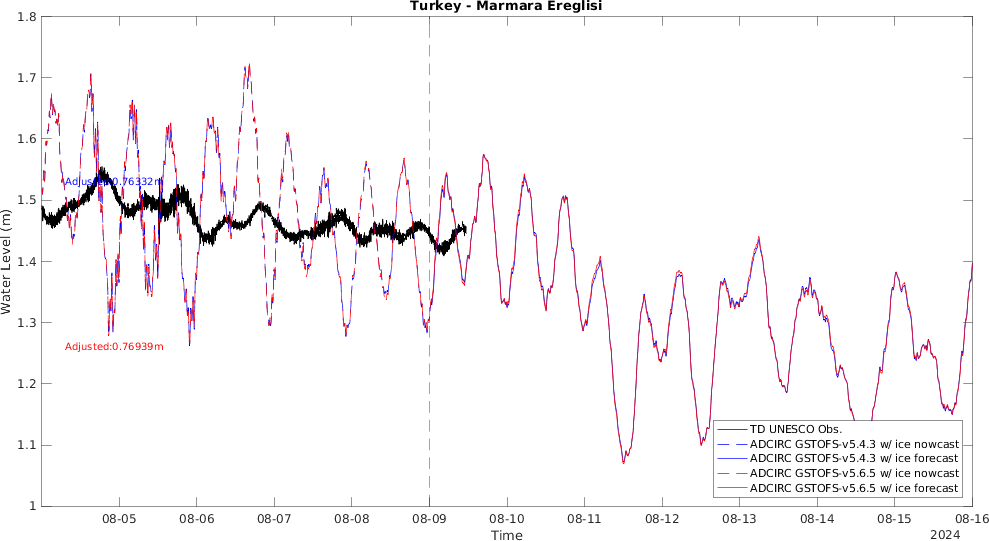 Turkey - Marmara Ereglisi
1.8
1.7
1.6
1.5
1.4
1.3
1.2
1.1
1
Water Level (m)
Adjusted:0.76332m
Adjusted:0.76939m
TD UNESCO Obs.
ADCIRC GSTOFS-v5.4.3 w/ ice nowcast
ADCIRC GSTOFS-v5.4.3 w/ ice forecast
ADCIRC GSTOFS-v5.6.5 w/ ice nowcast
ADCIRC GSTOFS-v5.6.5 w/ ice forecast
08-05 08-06 08-07 08-08 08-09 08-10 08-11 08-12 08-13 08-14 08-15 08-16
Time
2024